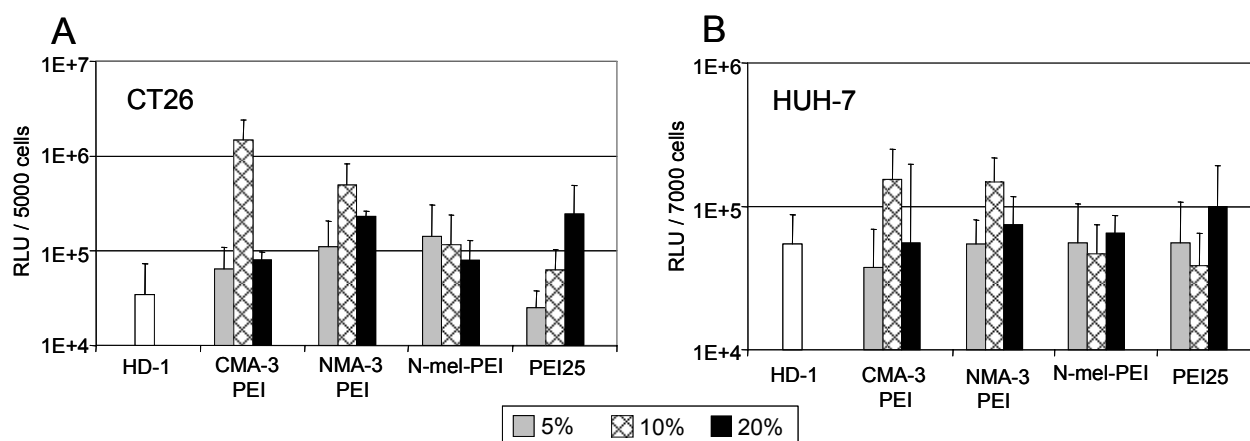 A
1E+7
1E+6
1E+5
1E+4
RLU / 5000 cells
CT26
HD-1
CMA-3
PEI
NMA-3
PEI
N-mel-PEI
PEI25
B
1E+6
1E+5
1E+4
RLU / 7000 cells
HUH-7
HD-1
CMA-3
PEI
NMA-3
PEI
N-mel-PEI
PEI25
5% 10% 20%